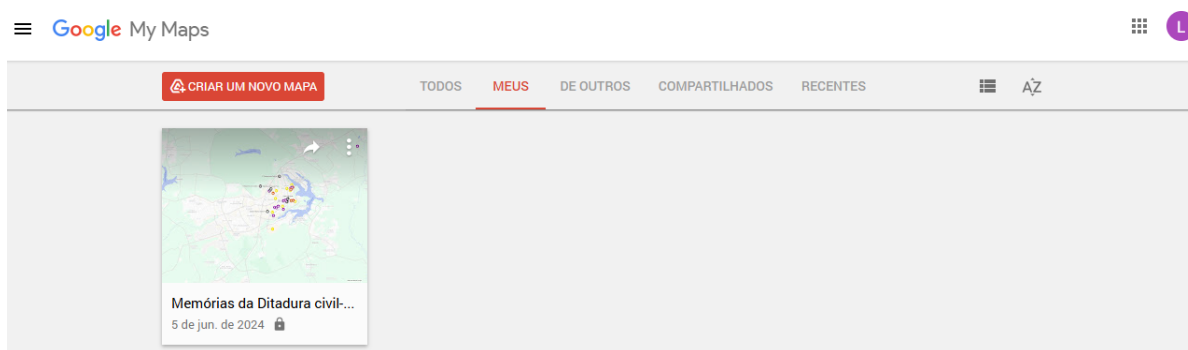 Google My Maps
L
CRIAR UM NOVO MAPA
TODOS
MEUS
DE OUTROS
COMPARTILHADOS
RECENTES
AZ
Memórias da Ditadura civil-...
5 de jun. de 2024